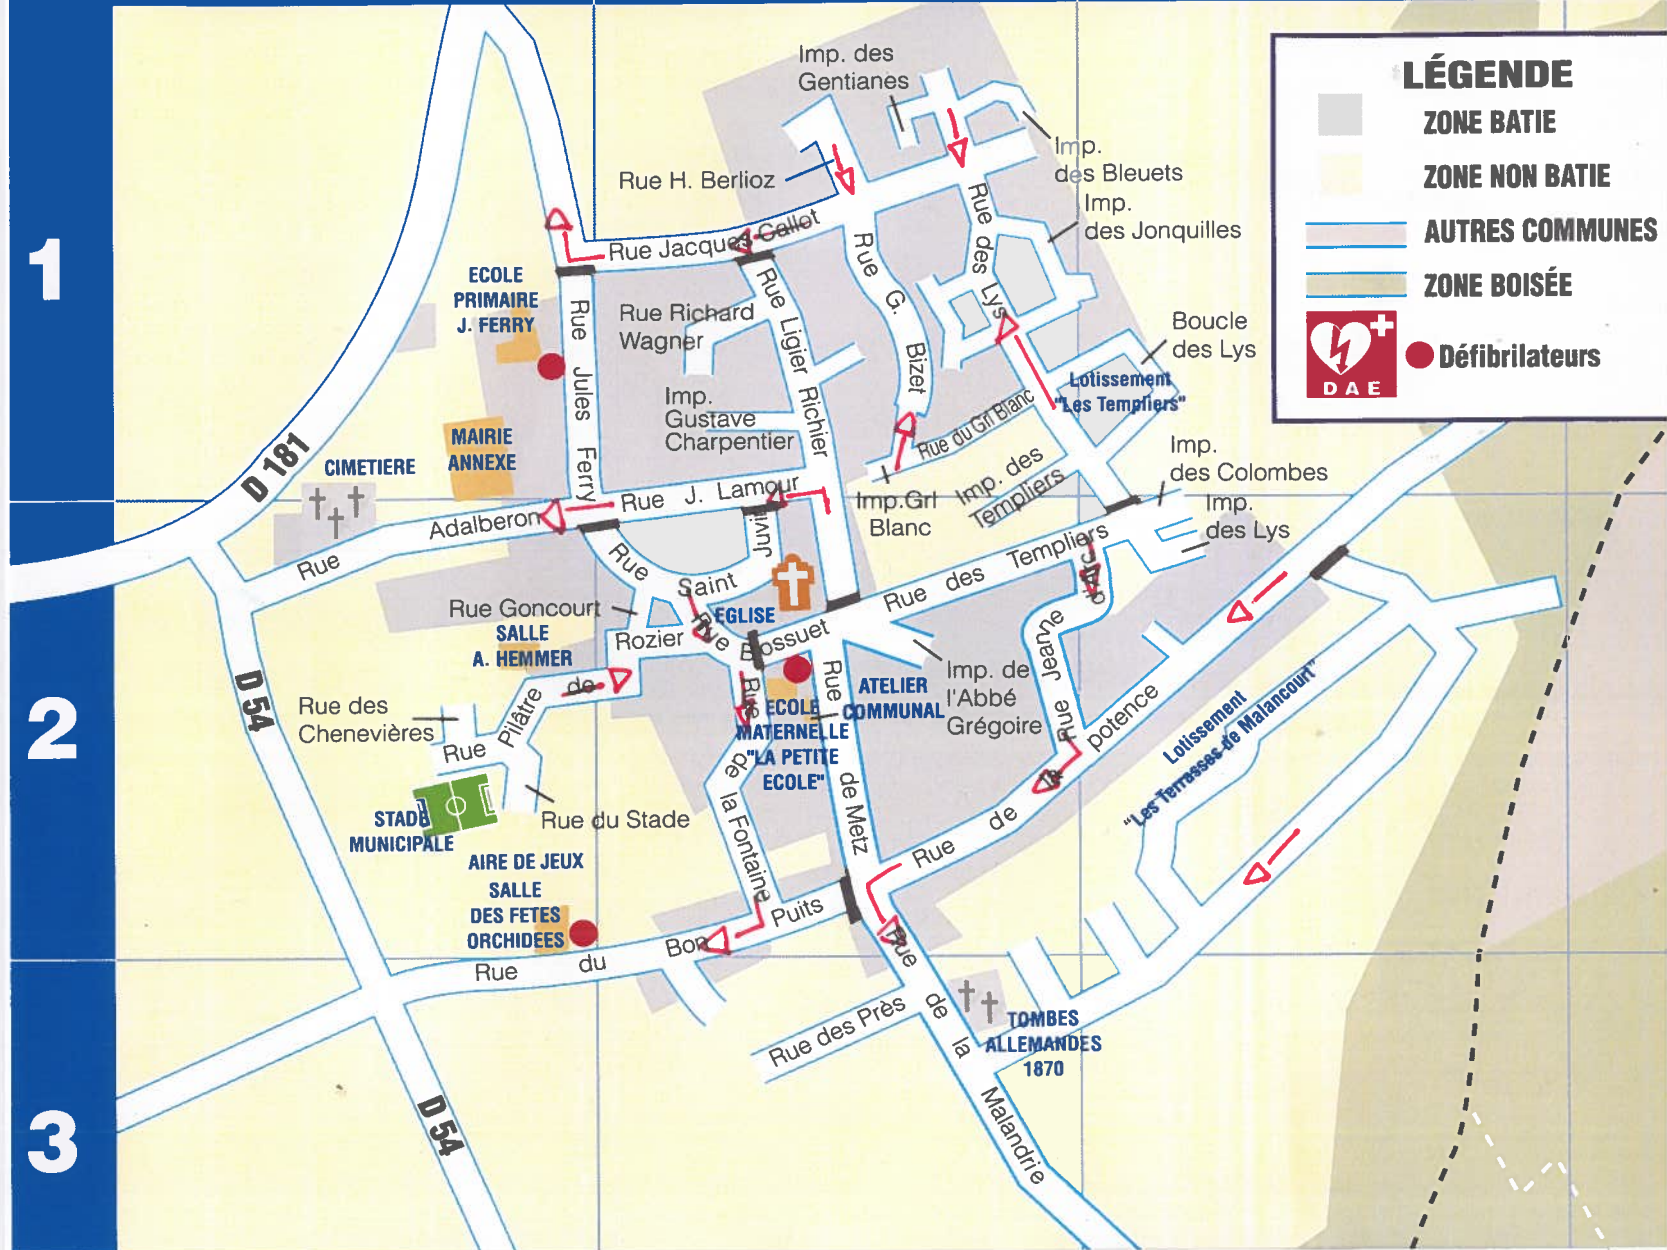 LÉGENDE
ZONE BATIE
ZONE NON BATIE
AUTRES COMMUNES
ZONE BOISÉE
DAE
Défibrilateurs
1
2
3
Imp. des
Gentianes
Imp.
des Bleuets
Rue H. Berlioz
Imp.
des Jonquilles
Rue Jacques Callot
Rue des Lys
Rue G. Bizet
ECOLE
PRIMAIRE
J. FERRY
Rue Jules Ferry
Rue Richard
Wagner
Rue Ligier Richier
Boucle
des Lys
Lotissement
"Les Templiers"
Imp.
Gustave
Charpentier
Rue du Grl Blanc
MAIRIE
ANNEXE
CIMETIERE
D 181
Imp. des
Templiers
Imp.
des Colombes
Imp.Grl
Blanc
Imp.
des Lys
Rue J. Lamour
Rue Adalberon
Juvin
Rue Saint
Rue des Templiers
Rue Jeanne d'Arc
Rue Goncourt
EGLISE
SALLE
A. HEMMER
Rue Pilâtre de Rozier
Rue Bossuet
Imp. de
l'Abbé
Grégoire
ATELIER
COMMUNAL
D 54
Rue des
Chenevières
ECOLE
MATERNELLE
"LA PETITE
ECOLE"
Rue de la Fontaine
Rue de Metz
Rue de la potence
Lotissement
"Les Terrasses de Malancourt"
Rue du Stade
STADE
MUNICIPALE
AIRE DE JEUX
SALLE
DES FETES
ORCHIDEES
Rue du Bon Puits
Rue des Près
Rue de la Malandrie
TOMBES
ALLEMANDES
1870
D 54